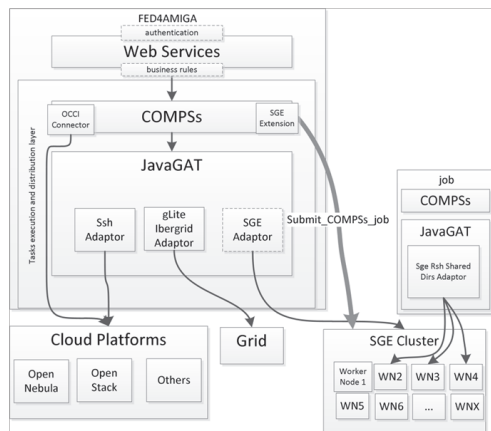 FED4AMIGA
authentication
Web Services
business rules
Tasks execution and distribution layer
OCCI
Connector
COMPSs
SGE
Extension
JavaGAT
Ssh
Adaptor
gLite
Ibergrid
Adaptor
SGE
Adaptor
Submit_COMPSs_job
job
COMPSs
JavaGAT
Sge Rsh Shared
Dirs Adaptor
Cloud Platforms
Open
Nebula
Open
Stack
Others
Grid
SGE Cluster
Worker
Node 1
WN2
WN3
WN4
WN5
WN6
...
WNX